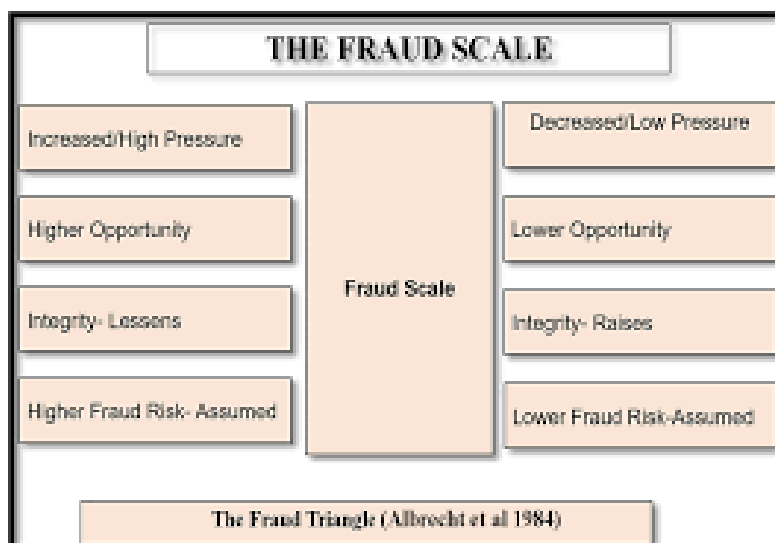 THE FRAUD SCALE
Increased/High Pressure
Decreased/Low Pressure
Higher Opportunity
Lower Opportunity
Fraud Scale
Integrity- Lessens
Integrity- Raises
Higher Fraud Risk- Assumed
Lower Fraud Risk-Assumed
The Fraud Triangle (Albrecht et al 1984)